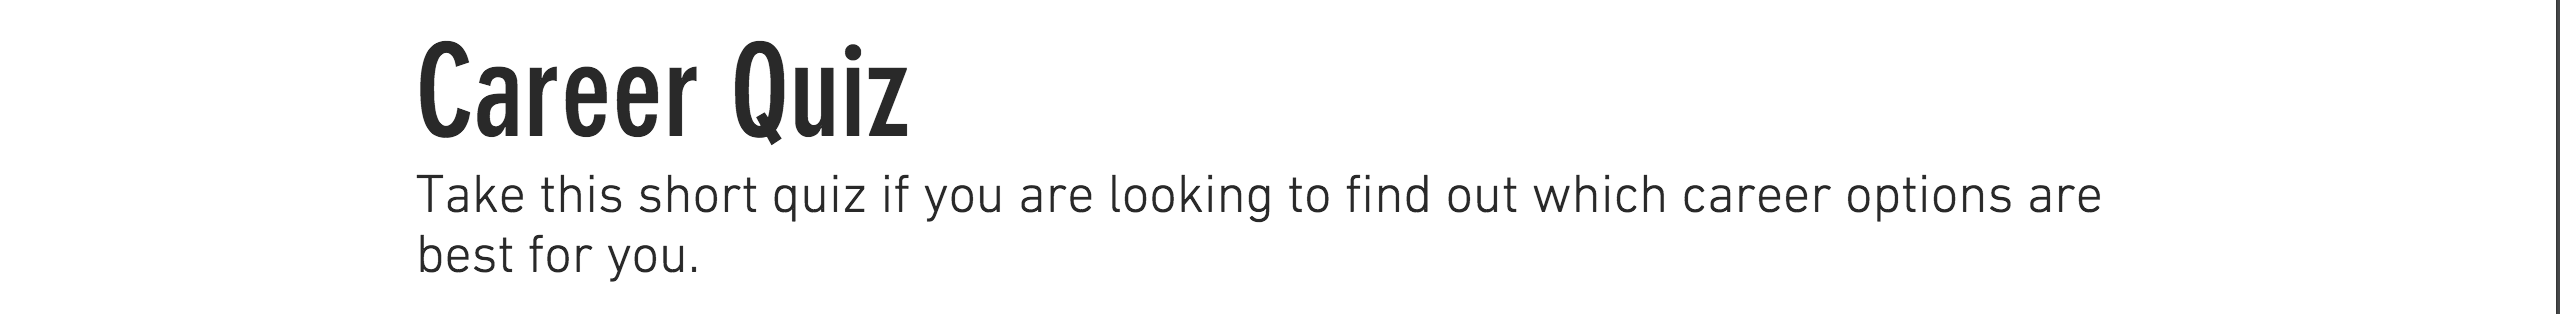 Career Quiz
Take this short quiz if you are looking to find out which career options are
best for you.